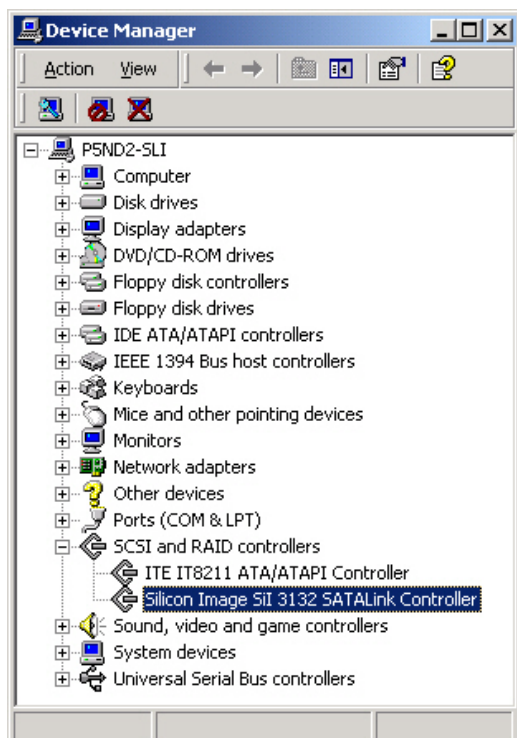 Device Manager
Action View
P5ND2-SLI
Computer
Disk drives
Display adapters
DVD/CD-ROM drives
Floppy disk controllers
Floppy disk drives
IDE ATA/ATAPI controllers
IEEE 1394 Bus host controllers
Keyboards
Mice and other pointing devices
Monitors
Network adapters
Other devices
Ports (COM & LPT)
SCSI and RAID controllers
ITE IT8211 ATA/ATAPI Controller
Silicon Image SiI 3132 SATALink Controller
Sound, video and game controllers
System devices
Universal Serial Bus controllers